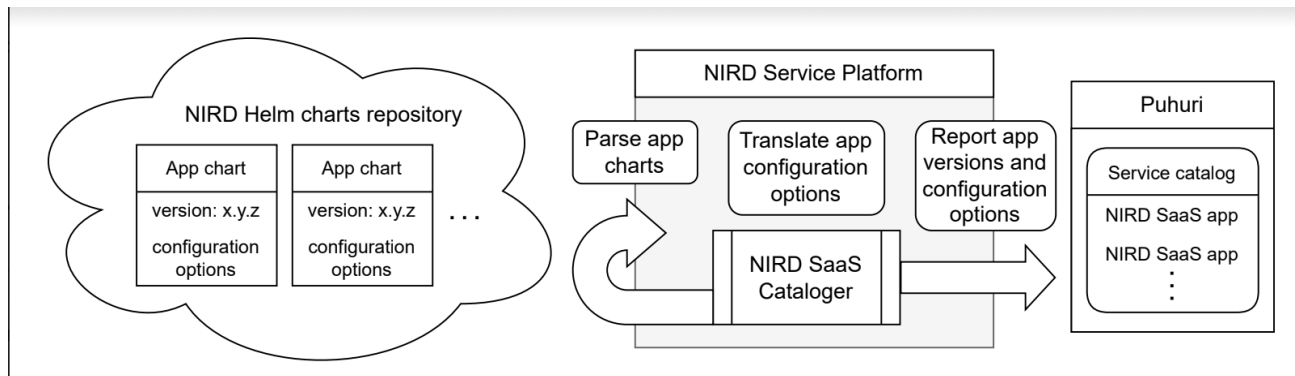 NIRD Helm charts repository
App chart
version: x.y.z
configuration
options
App chart
version: x.y.z
configuration
options
...
NIRD Service Platform
Parse app
charts
Translate app
configuration
options
Report app
versions and
configuration
options
NIRD SaaS
Cataloger
Puhuri
Service catalog
NIRD SaaS app
NIRD SaaS app
⋮